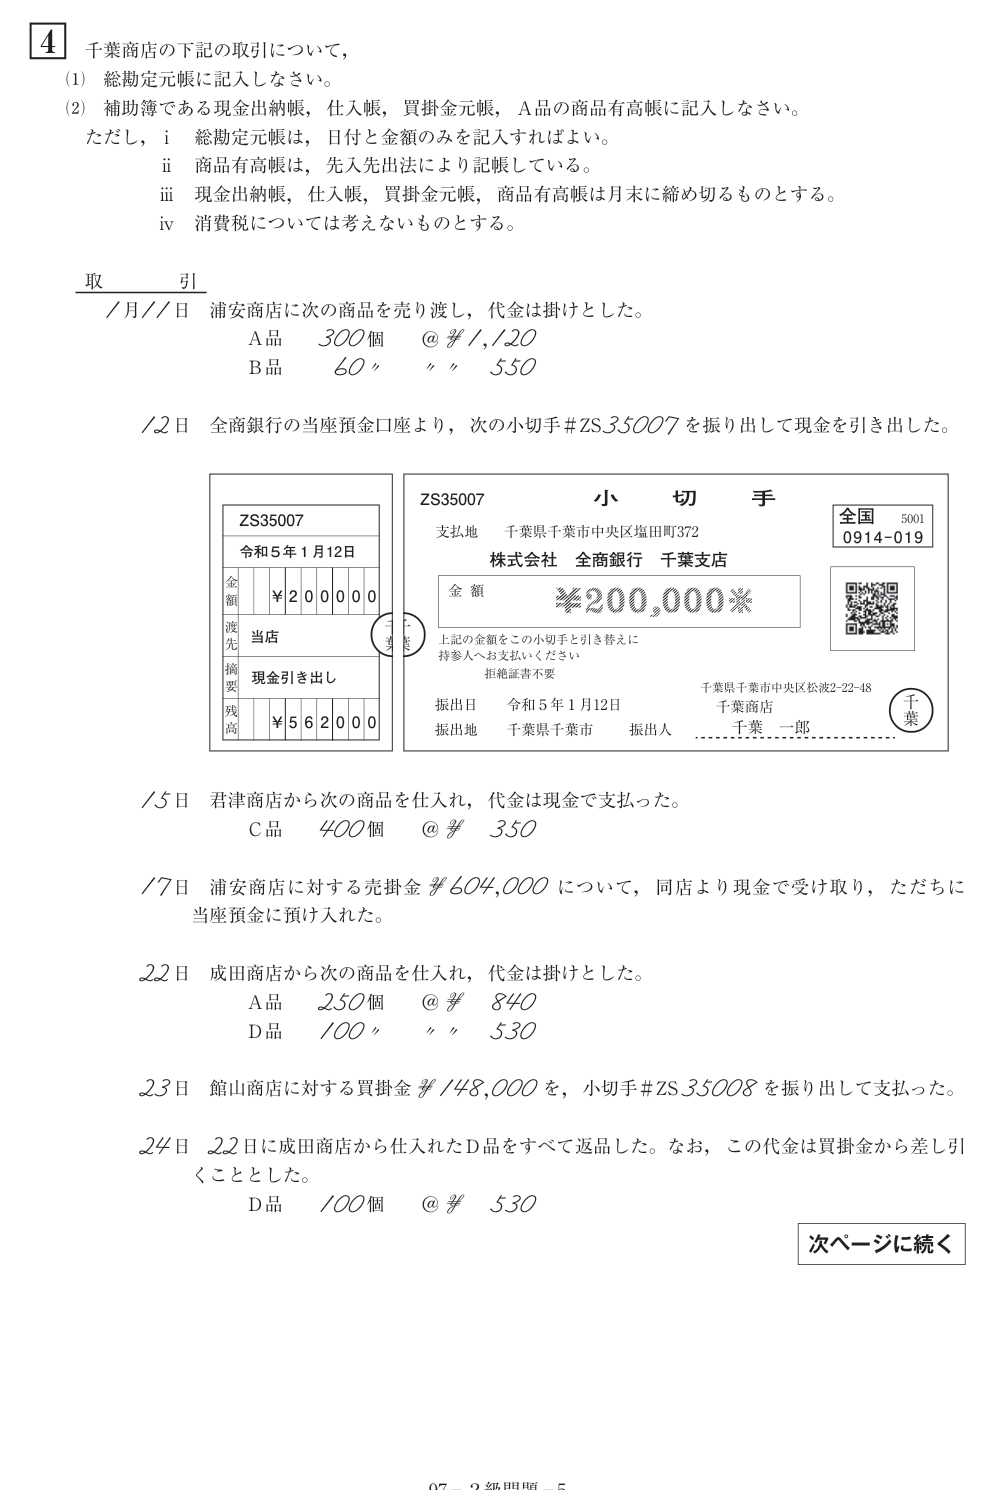 4 千葉商店の下記の取引について,
⑴ 総勘定元帳に記入しなさい。
⑵ 補助簿である現金出納帳, 仕入帳, 買掛金元帳, A品の商品有高帳に記入しなさい。
ただし, ⅰ 総勘定元帳は, 日付と金額のみを記入すればよい。
ⅱ 商品有高帳は, 先入先出法により記帳している。
ⅲ 現金出納帳, 仕入帳, 買掛金元帳, 商品有高帳は月末に締め切るものとする。
ⅳ 消費税については考えないものとする。
取 引
1月11日 浦安商店に次の商品を売り渡し, 代金は掛けとした。
A品 300個 @¥1,120
B品 60〃 〃〃 550
12日 全商銀行の当座預金口座より, 次の小切手#ZS35007を振り出して現金を引き出した。
ZS35007
令和5年1月12日
金額 ¥200000
渡先 当店
摘要 現金引き出し
残高 ¥562000
千葉
ZS35007 小切手
支払地 千葉県千葉市中央区塩田町372
株式会社 全商銀行 千葉支店
全国 5001
0914-019
金額 ¥200,000※
上記の金額をこの小切手と引き替えに
持参人へお支払いください
拒絶証書不要
千葉県千葉市中央区松波2-22-48
振出日 令和5年1月12日 千葉商店
振出地 千葉県千葉市 振出人 千葉 一郎
千葉
15日 君津商店から次の商品を仕入れ, 代金は現金で支払った。
C品 400個 @¥ 350
17日 浦安商店に対する売掛金¥604,000 について, 同店より現金で受け取り, ただちに
当座預金に預け入れた。
22日 成田商店から次の商品を仕入れ, 代金は掛けとした。
A品 250個 @¥ 840
D品 100〃 〃〃 530
23日 館山商店に対する買掛金¥148,000を, 小切手#ZS35008を振り出して支払った。
24日 22日に成田商店から仕入れたD品をすべて返品した。なお, この代金は買掛金から差し引
くこととした。
D品 100個 @¥ 530
次ページに続く
97－2級問題－5